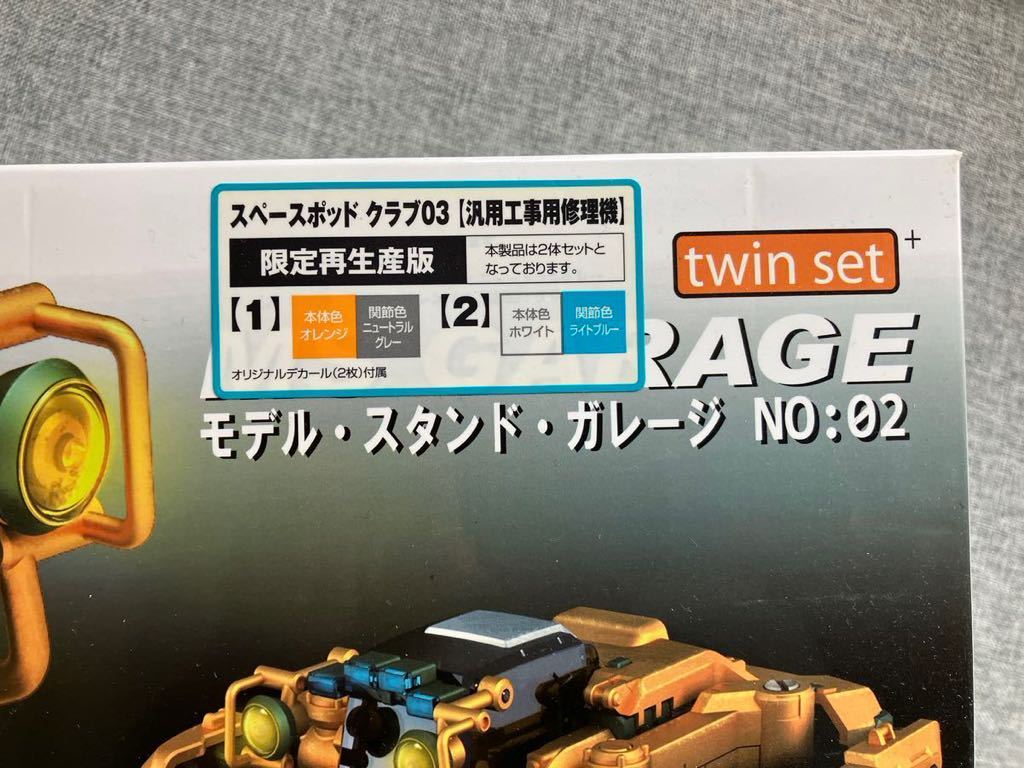 スペースポッド クラブ03【汎用工事用修理機】
限定再生産版
本製品は2体セットと
なっております。
【1】
本体色
オレンジ
関節色
ニュートラル
グレー
【2】
本体色
ホワイト
関節色
ライトブルー
オリジナルデカール(2枚)付属
twin set+
GARAGE
モデル・スタンド・ガレージ NO:02